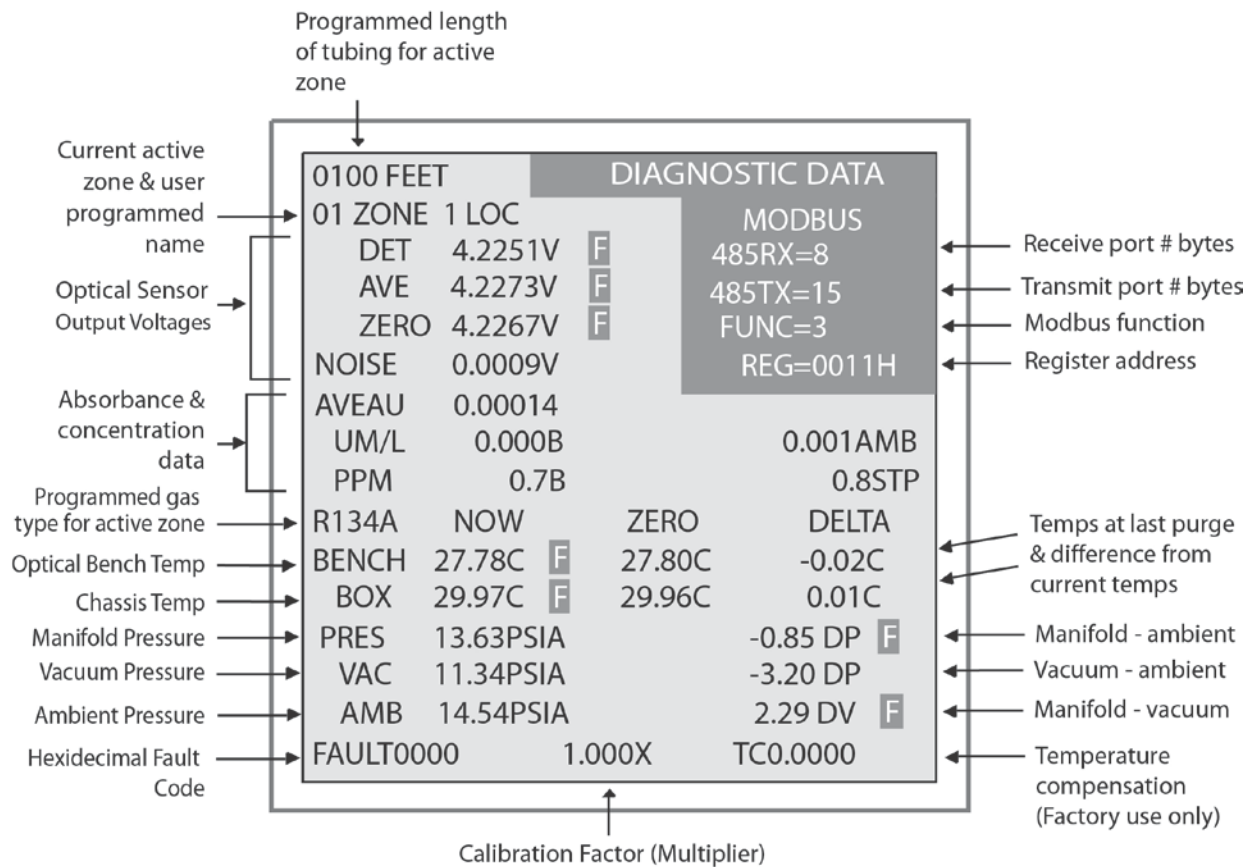 Programmed length
of tubing for active
zone
Current active
zone & user
programmed
name
Optical Sensor
Output Voltages
Absorbance &
concentration
data
Programmed gas
type for active zone
Optical Bench Temp
Chassis Temp
Manifold Pressure
Vacuum Pressure
Ambient Pressure
Hexidecimal Fault
Code
0100 FEET
DIAGNOSTIC DATA
01 ZONE 1 LOC
MODBUS
DET 4.2251V F
485RX=8
AVE 4.2273V F
485TX=15
ZERO 4.2267V F
FUNC=3
NOISE 0.0009V
REG=0011H
AVEAU 0.00014
UM/L 0.000B 0.001AMB
PPM 0.7B 0.8STP
R134A NOW ZERO DELTA
BENCH 27.78C F 27.80C -0.02C
BOX 29.97C F 29.96C 0.01C
PRES 13.63PSIA -0.85 DP F
VAC 11.34PSIA -3.20 DP
AMB 14.54PSIA 2.29 DV F
FAULT0000 1.000X TC0.0000
Receive port # bytes
Transmit port # bytes
Modbus function
Register address
Temps at last purge
& difference from
current temps
Manifold - ambient
Vacuum - ambient
Manifold - vacuum
Temperature
compensation
(Factory use only)
Calibration Factor (Multiplier)